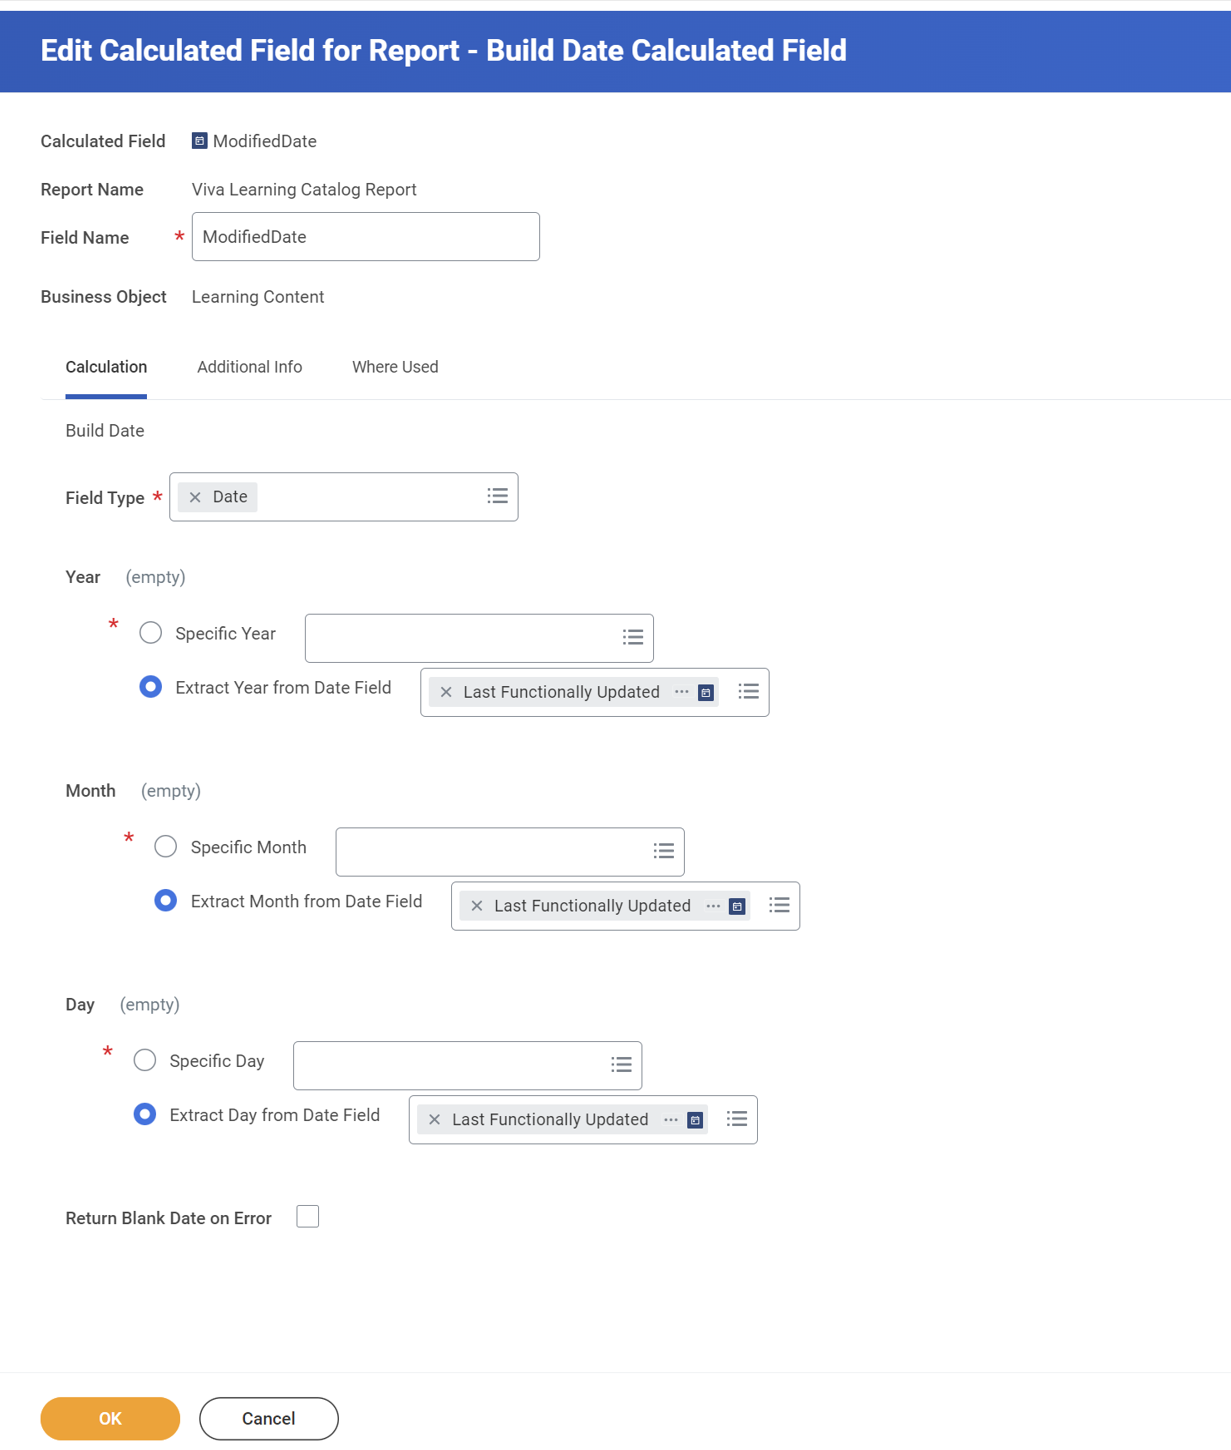 Edit Calculated Field for Report - Build Date Calculated Field
Calculated Field ModifiedDate
Report Name Viva Learning Catalog Report
Field Name * ModifiedDate
Business Object Learning Content
Calculation Additional Info Where Used
Build Date
Field Type * × Date
Year (empty)
* Specific Year
Extract Year from Date Field × Last Functionally Updated ...
Month (empty)
* Specific Month
Extract Month from Date Field × Last Functionally Updated ...
Day (empty)
* Specific Day
Extract Day from Date Field × Last Functionally Updated ...
Return Blank Date on Error
OK Cancel